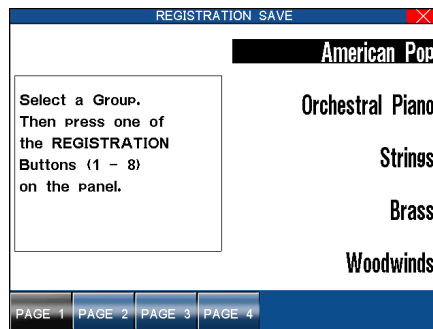 REGISTRATION SAVE
American Pop
Select a Group.
Then press one of
the REGISTRATION
Buttons (1 - 8)
on the panel.
Orchestral Piano
Strings
Brass
Woodwinds
PAGE 1 PAGE 2 PAGE 3 PAGE 4